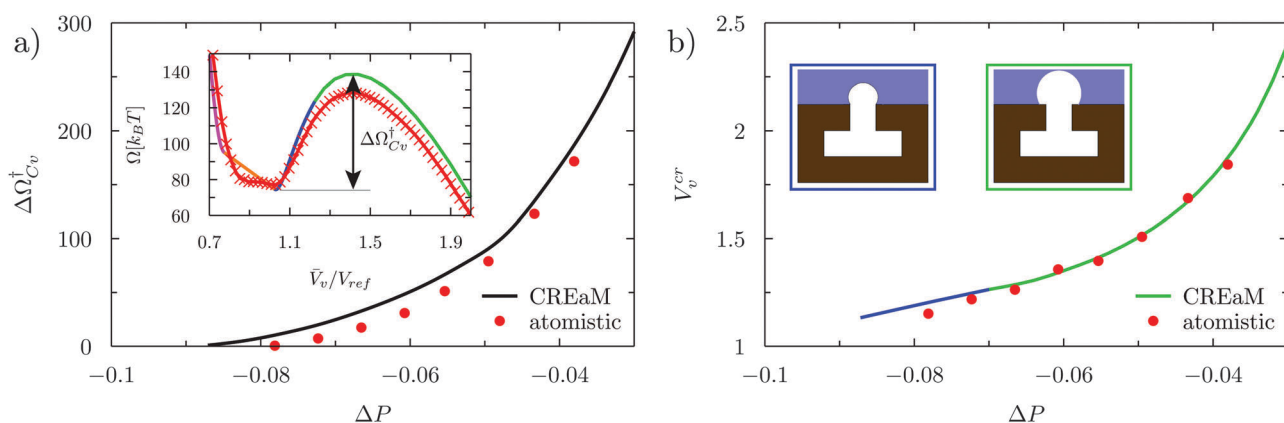 a)
300
200
100
0
ΔΩ†Cv
−0.1
−0.08
−0.06
−0.04
ΔP
140
120
100
80
60
Ω[kBT]
0.7
1.1
1.5
1.9
V̄v/Vref
ΔΩ†Cv
CREaM
atomistic
b)
2.5
2
1.5
1
Vvcr
−0.1
−0.08
−0.06
−0.04
ΔP
CREaM
atomistic